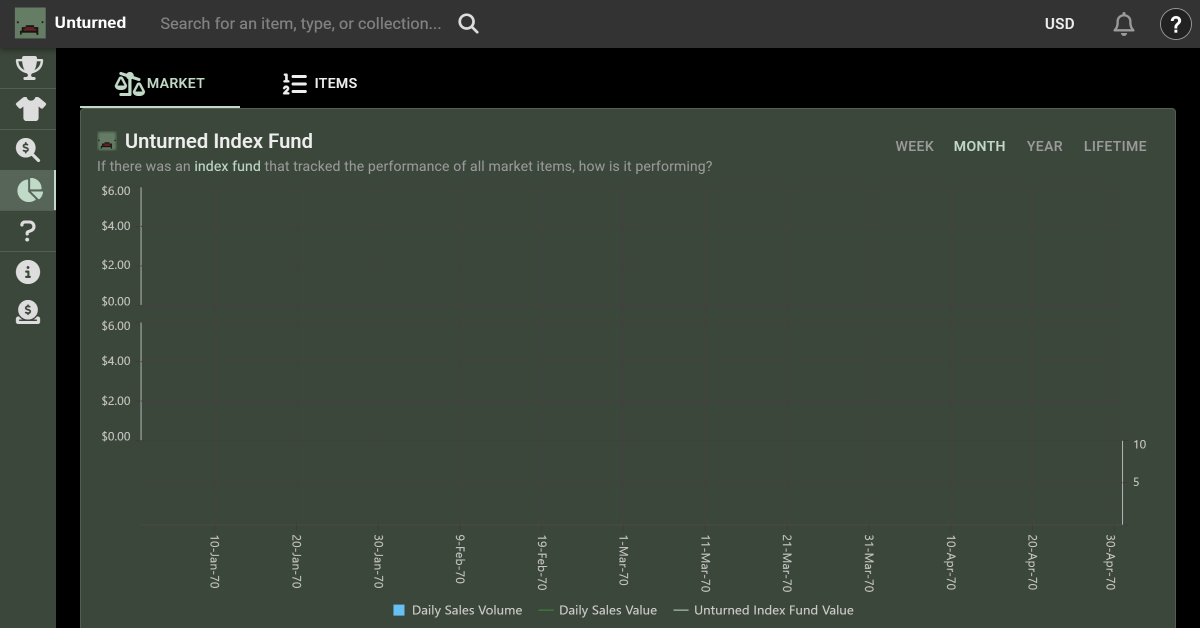 Unturned
Search for an item, type, or collection...
USD
?
MARKET
ITEMS
Unturned Index Fund
WEEK MONTH YEAR LIFETIME
If there was an index fund that tracked the performance of all market items, how is it performing?
$6.00
$4.00
$2.00
$0.00
$6.00
$4.00
$2.00
$0.00
10
5
10-Jan-70
20-Jan-70
30-Jan-70
9-Feb-70
19-Feb-70
1-Mar-70
11-Mar-70
21-Mar-70
31-Mar-70
10-Apr-70
20-Apr-70
30-Apr-70
Daily Sales Volume Daily Sales Value Unturned Index Fund Value